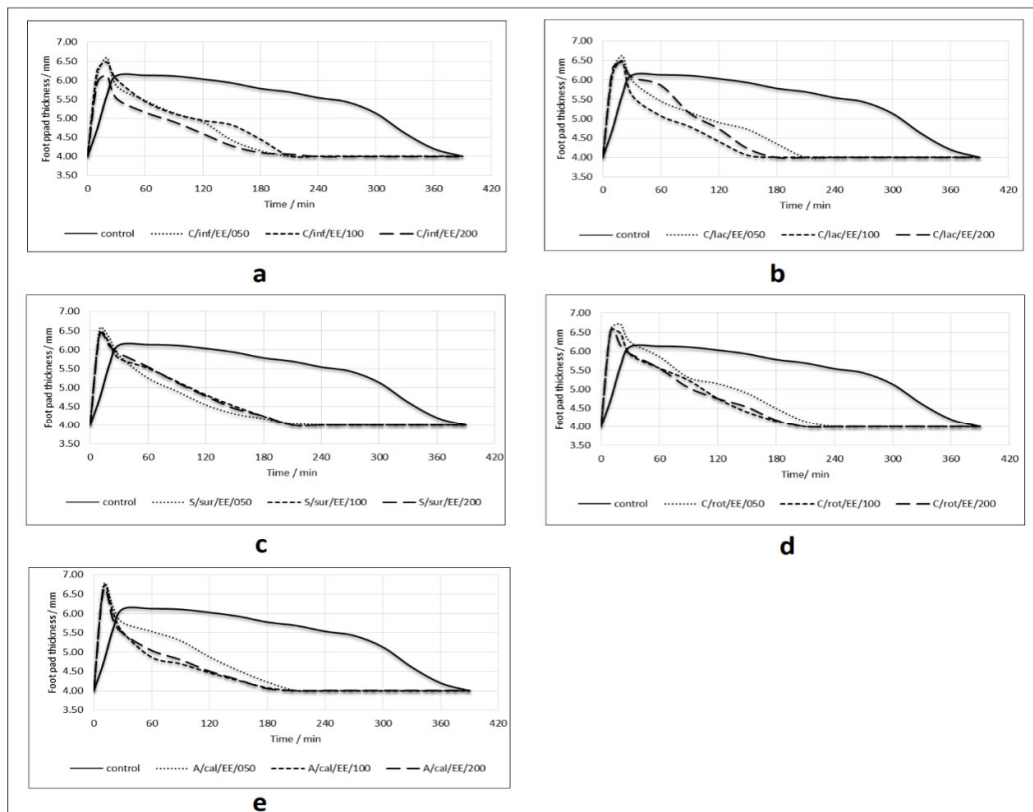 Foot ppad thickness / mm
7.00
6.50
6.00
5.50
5.00
4.50
4.00
3.50
0 60 120 180 240 300 360 420
Time / min
control C/inf/EE/050 C/inf/EE/100 C/inf/EE/200
a
Foot pad thickness / mm
7.00
6.50
6.00
5.50
5.00
4.50
4.00
3.50
0 60 120 180 240 300 360 420
Time / min
control C/lac/EE/050 C/lac/EE/100 C/lac/EE/200
b
Foot pad thickness / mm
7.00
6.50
6.00
5.50
5.00
4.50
4.00
3.50
0 60 120 180 240 300 360 420
Time / min
control S/sur/EE/050 S/sur/EE/100 S/sur/EE/200
c
Foot pad thickness / mm
7.00
6.50
6.00
5.50
5.00
4.50
4.00
3.50
0 60 120 180 240 300 360 420
Time/ min
control C/rot/EE/050 C/rot/EE/100 C/rot/EE/200
d
Foot pad thickness / mm
7.00
6.50
6.00
5.50
5.00
4.50
4.00
3.50
0 60 120 180 240 300 360 420
Time / min
control A/cal/EE/050 A/cal/EE/100 A/cal/EE/200
e